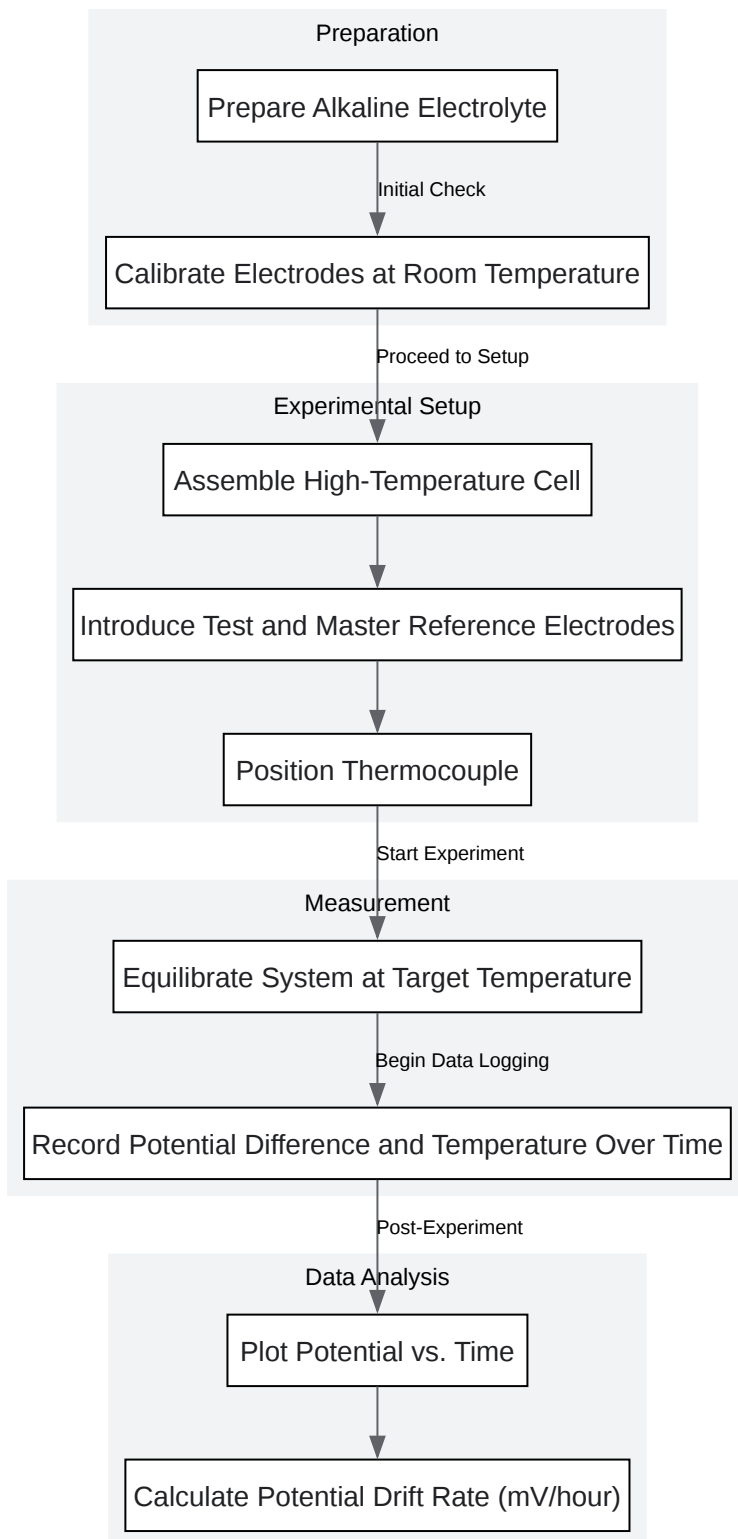 Preparation
Prepare Alkaline Electrolyte
Initial Check
Calibrate Electrodes at Room Temperature
Proceed to Setup
Experimental Setup
Assemble High-Temperature Cell
Introduce Test and Master Reference Electrodes
Position Thermocouple
Start Experiment
Measurement
Equilibrate System at Target Temperature
Begin Data Logging
Record Potential Difference and Temperature Over Time
Post-Experiment
Data Analysis
Plot Potential vs. Time
Calculate Potential Drift Rate (mV/hour)